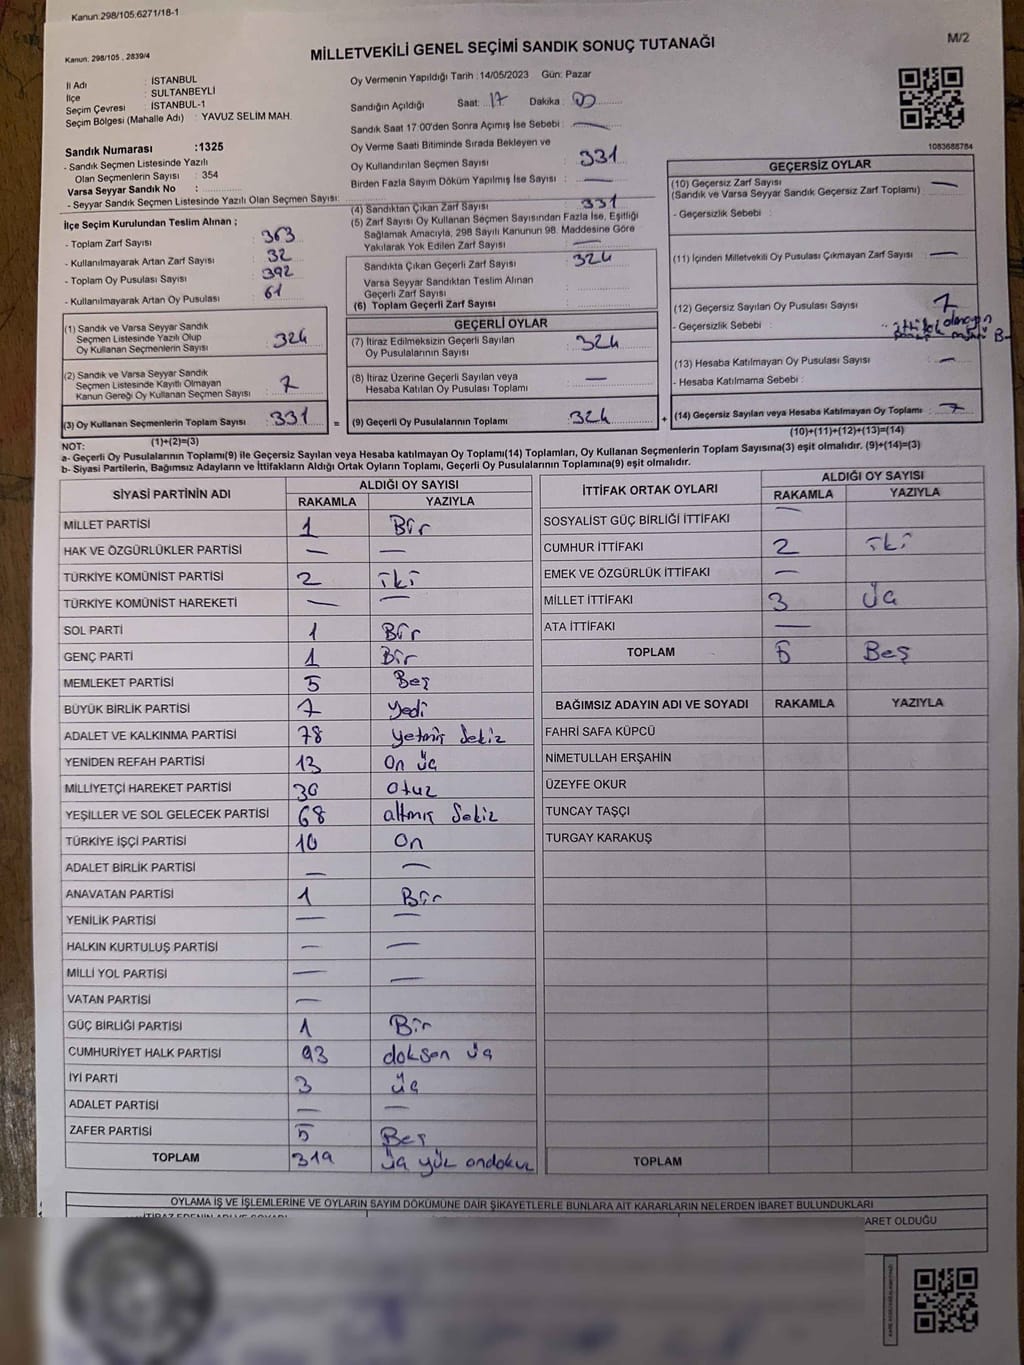 Kanun.298/105.6271/18-1
Kanun: 298/105 , 2839/4
MİLLETVEKİLİ GENEL SEÇİMİ SANDIK SONUÇ TUTANAĞI
M/2
İl Adı : İSTANBUL
İlçe : SULTANBEYLİ
Seçim Çevresi : İSTANBUL-1
Seçim Bölgesi (Mahalle Adı) : YAVUZ SELİM MAH.
Sandık Numarası :1325
- Sandık Seçmen Listesinde Yazılı
Olan Seçmenlerin Sayısı : 354
Varsa Seyyar Sandık No :
- Seyyar Sandık Seçmen Listesinde Yazılı Olan Seçmen Sayısı:
Oy Vermenin Yapıldığı Tarih :14/05/2023 Gün: Pazar
Sandığın Açıldığı Saat: 17 Dakika : 00
Sandık Saat 17:00'den Sonra Açımış İse Sebebi : —
Oy Verme Saati Bitiminde Sırada Bekleyen ve
Oy Kullandırılan Seçmen Sayısı : 331
Birden Fazla Sayım Döküm Yapılmış İse Sayısı : —
1083688784
İlçe Seçim Kurulundan Teslim Alınan ;
- Toplam Zarf Sayısı : 363
- Kullanılmayarak Artan Zarf Sayısı : 32
- Toplam Oy Pusulası Sayısı : 392
- Kullanılmayarak Artan Oy Pusulası : 61
(1) Sandık ve Varsa Seyyar Sandık
Seçmen Listesinde Yazılı Olup
Oy Kullanan Seçmenlerin Sayısı : 324
(2) Sandık ve Varsa Seyyar Sandık
Seçmen Listesinde Kayıtlı Olmayan
Kanun Gereği Oy Kullanan Seçmen Sayısı : 7
(3) Oy Kullanan Seçmenlerin Toplam Sayısı : 331
(1)+(2)=(3)
(4) Sandıktan Çıkan Zarf Sayısı : 331
(5) Zarf Sayısı Oy Kullanan Seçmen Sayısından Fazla İse, Eşitliği
Sağlamak Amacıyla, 298 Sayılı Kanunun 98. Maddesine Göre
Yakılarak Yok Edilen Zarf Sayısı : —
Sandıkta Çıkan Geçerli Zarf Sayısı : 324
Varsa Seyyar Sandıktan Teslim Alınan
Geçerli Zarf Sayısı :
(6) Toplam Geçerli Zarf Sayısı :
GEÇERLİ OYLAR
(7) İtiraz Edilmeksizin Geçerli Sayılan
Oy Pusulalarının Sayısı : 324
(8) İtiraz Üzerine Geçerli Sayılan veya
Hesaba Katılan Oy Pusulası Toplamı : —
= (9) Geçerli Oy Pusulalarının Toplamı : 324 +
GEÇERSİZ OYLAR
(10) Geçersiz Zarf Sayısı : —
(Sandık ve Varsa Seyyar Sandık Geçersiz Zarf Toplamı)
- Geçersizlik Sebebi :
(11) İçinden Milletvekili Oy Pusulası Çıkmayan Zarf Sayısı : —
(12) Geçersiz Sayılan Oy Pusulası Sayısı : 7
- Geçersizlik Sebebi :
(13) Hesaba Katılmayan Oy Pusulası Sayısı : —
- Hesaba Katılmama Sebebi :
(14) Geçersiz Sayılan veya Hesaba Katılmayan Oy Toplamı : 7
(10)+(11)+(12)+(13)=(14)
NOT:
a- Geçerli Oy Pusulalarının Toplamı(9) ile Geçersiz Sayılan veya Hesaba katılmayan Oy Toplamı(14) Toplamları, Oy Kullanan Seçmenlerin Toplam Sayısına(3) eşit olmalıdır. (9)+(14)=(3)
b- Siyasi Partilerin, Bağımsız Adayların ve İttifakların Aldığı Ortak Oyların Toplamı, Geçerli Oy Pusulalarının Toplamına(9) eşit olmalıdır.
SİYASİ PARTİNİN ADI ALDIĞI OY SAYISI
RAKAMLA YAZIYLA
MİLLET PARTİSİ 1 Bir
HAK VE ÖZGÜRLÜKLER PARTİSİ — —
TÜRKİYE KOMÜNİST PARTİSİ 2 iki
TÜRKİYE KOMÜNİST HAREKETİ — —
SOL PARTİ 1 Bir
GENÇ PARTİ 1 Bir
MEMLEKET PARTİSİ 5 Beş
BÜYÜK BİRLİK PARTİSİ 7 yedi
ADALET VE KALKINMA PARTİSİ 78 yetmiş sekiz
YENİDEN REFAH PARTİSİ 13 On üç
MİLLİYETÇİ HAREKET PARTİSİ 30 otuz
YEŞİLLER VE SOL GELECEK PARTİSİ 68 altmış sekiz
TÜRKİYE İŞÇİ PARTİSİ 10 On
ADALET BİRLİK PARTİSİ — —
ANAVATAN PARTİSİ 1 Bir
YENİLİK PARTİSİ — —
HALKIN KURTULUŞ PARTİSİ — —
MİLLİ YOL PARTİSİ — —
VATAN PARTİSİ —
GÜÇ BİRLİĞİ PARTİSİ 1 Bir
CUMHURİYET HALK PARTİSİ 93 doksan üç
İYİ PARTİ 3 üç
ADALET PARTİSİ — —
ZAFER PARTİSİ 5 Beş
TOPLAM 319 üç yüz ondokuz
İTTİFAK ORTAK OYLARI ALDIĞI OY SAYISI
RAKAMLA YAZIYLA
SOSYALİST GÜÇ BİRLİĞİ İTTİFAKI —
CUMHUR İTTİFAKI 2 iki
EMEK VE ÖZGÜRLÜK İTTİFAKI —
MİLLET İTTİFAKI 3 üç
ATA İTTİFAKI —
TOPLAM 5 Beş
BAĞIMSIZ ADAYIN ADI VE SOYADI RAKAMLA YAZIYLA
FAHRİ SAFA KÜPCÜ
NİMETULLAH ERŞAHİN
ÜZEYFE OKUR
TUNCAY TAŞÇI
TURGAY KARAKUŞ
TOPLAM
OYLAMA İŞ VE İŞLEMLERİNE VE OYLARIN SAYIM DÖKÜMÜNE DAİR ŞİKAYETLERLE BUNLARA AİT KARARLARIN NELERDEN İBARET BULUNDUKLARI
OLDUĞU